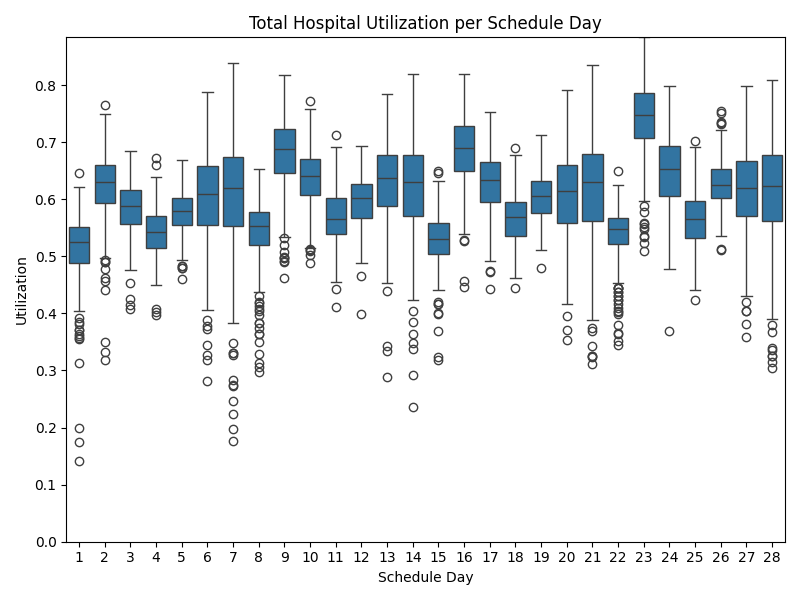 Total Hospital Utilization per Schedule Day
Utilization
0.8
0.7
0.6
0.5
0.4
0.3
0.2
0.1
0.0
1 2 3 4 5 6 7 8 9 10 11 12 13 14 15 16 17 18 19 20 21 22 23 24 25 26 27 28
Schedule Day